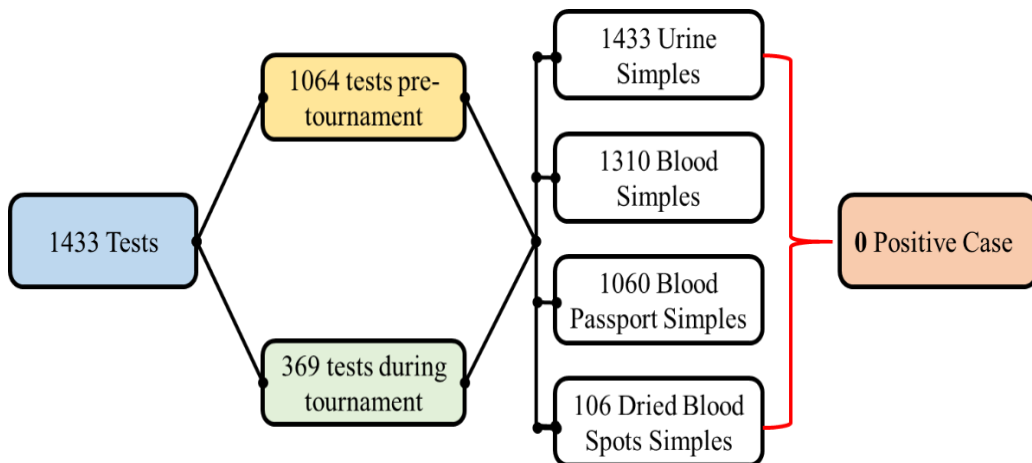 1433 Tests
1064 tests pre-
tournament
369 tests during
tournament
1433 Urine
Simples
1310 Blood
Simples
1060 Blood
Passport Simples
106 Dried Blood
Spots Simples
0 Positive Case